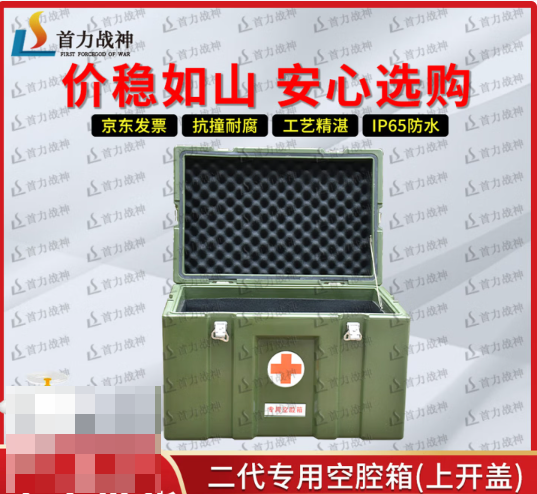 首力战神
FIRST FORCEGOD OF WAR
价稳如山 安心选购
京东发票 抗撞耐腐 工艺精湛 IP65防水
二代专用空腔箱(上开盖)